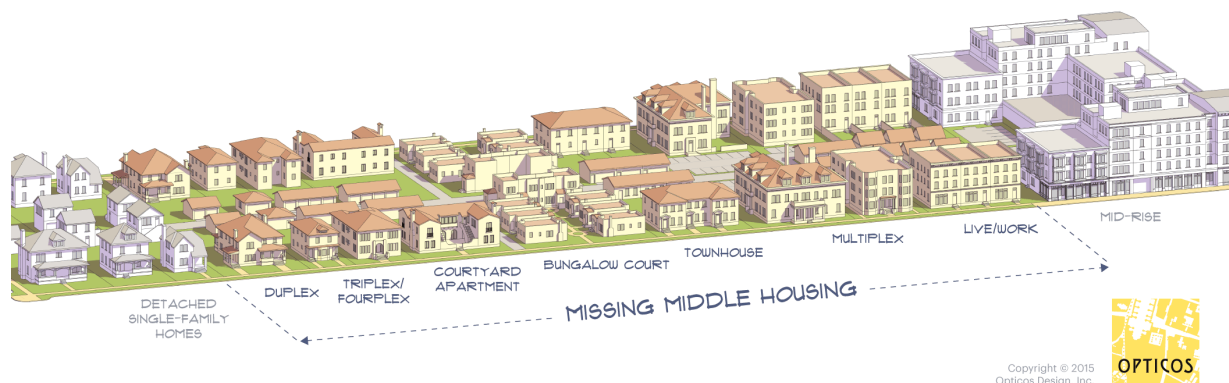 DETACHED
SINGLE-FAMILY
HOMES
DUPLEX
TRIPLEX/
FOURPLEX
COURTYARD
APARTMENT
BUNGALOW COURT
TOWNHOUSE
MULTIPLEX
LIVE/WORK
MID-RISE
MISSING MIDDLE HOUSING
Copyright © 2015
Opticos Design, Inc.
OPTICOS